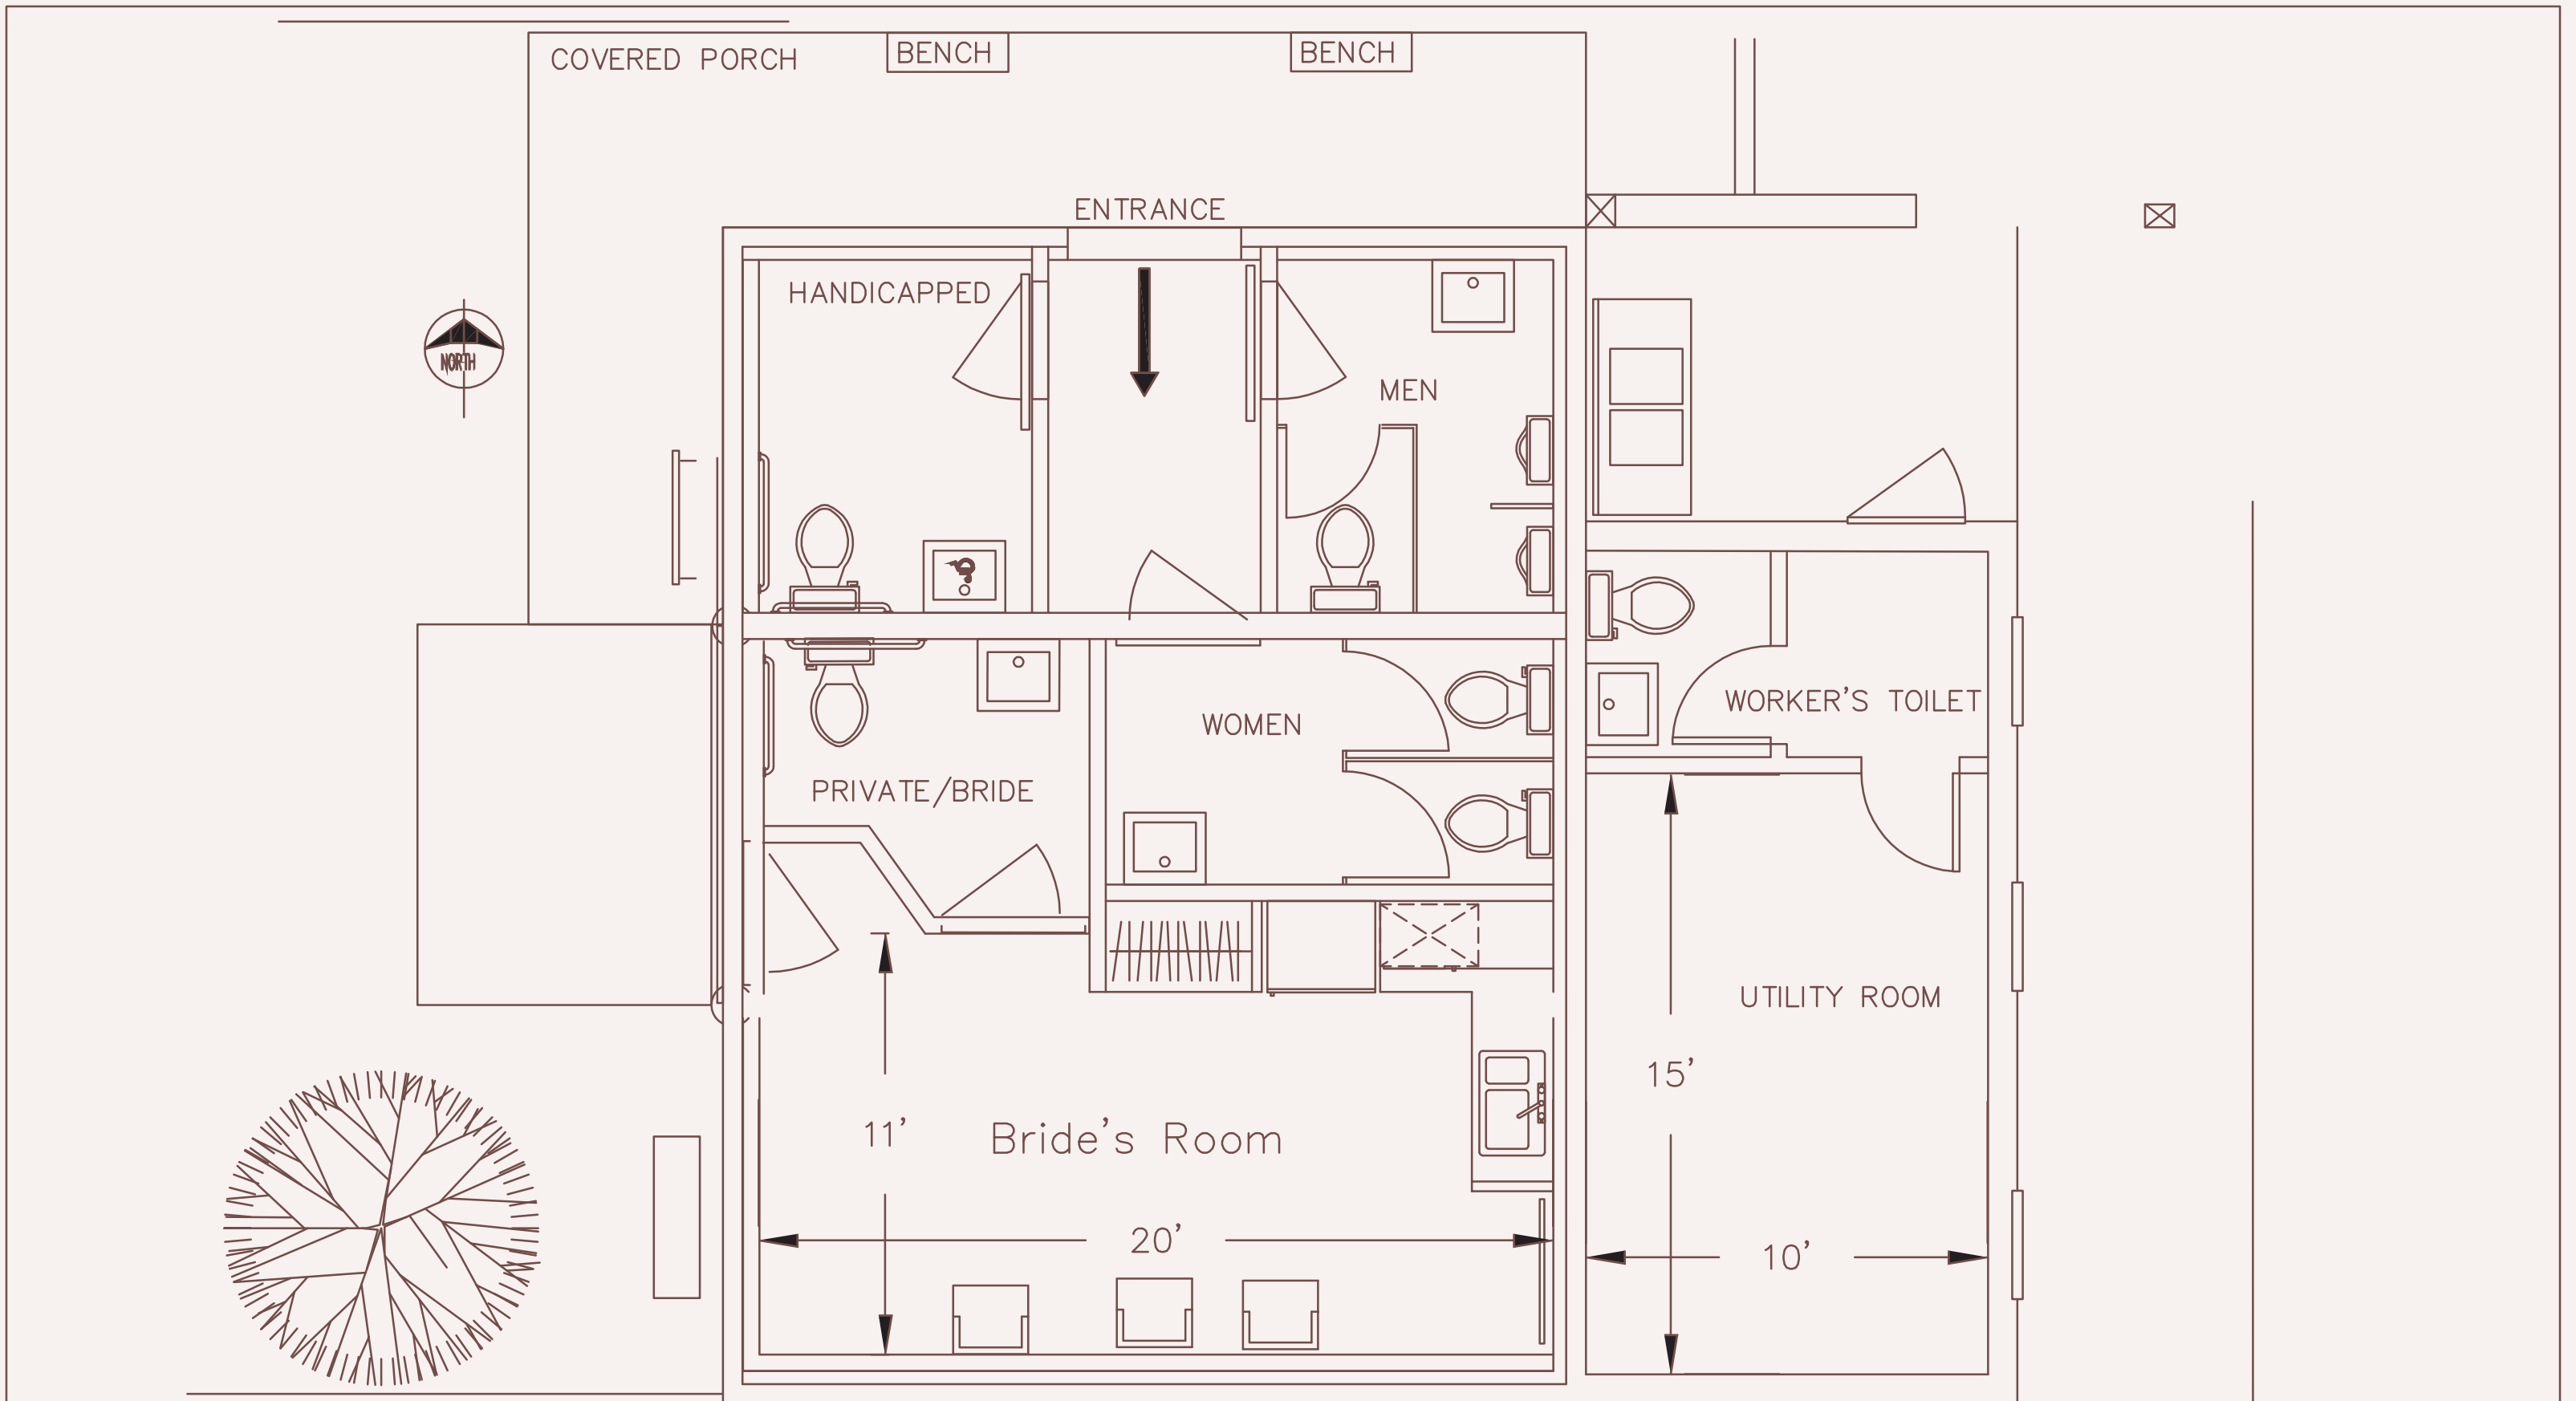 COVERED PORCH
BENCH
BENCH
ENTRANCE
HANDICAPPED
NORTH
MEN
WORKER'S TOILET
WOMEN
PRIVATE/BRIDE
UTILITY ROOM
15'
11'
Bride's Room
20'
10'